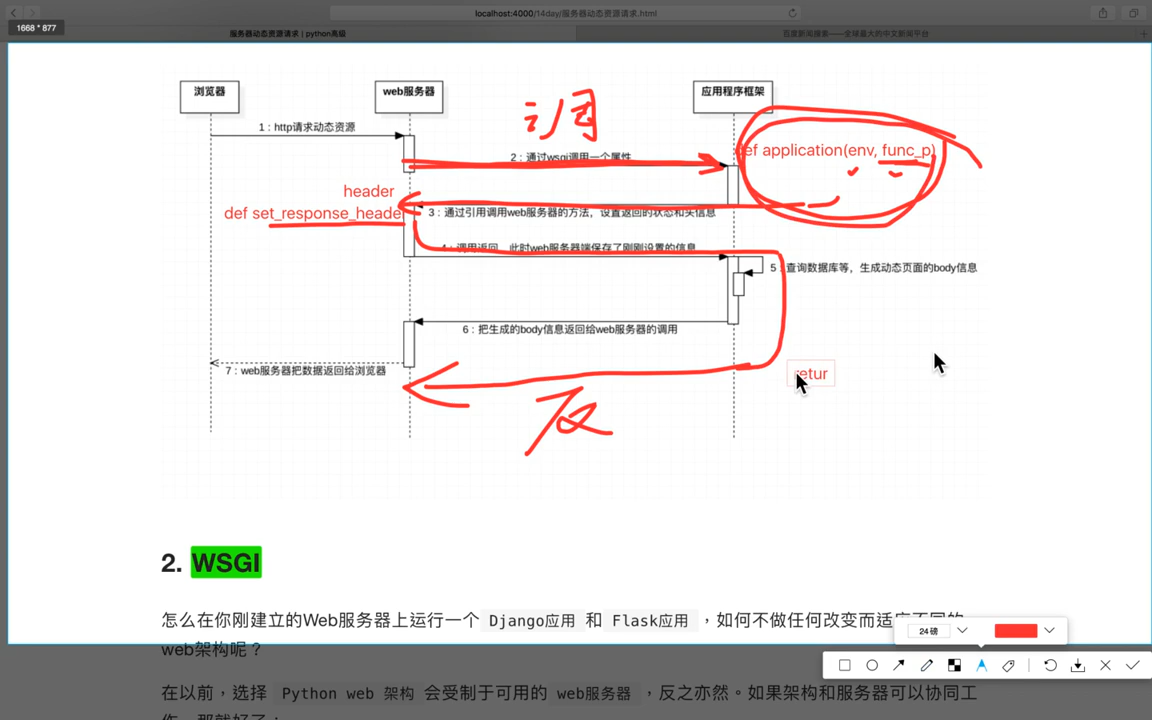 localhost:4000/14day/服务器动态资源请求.html
1668 * 877
服务器动态资源请求 | python高级
百度新闻搜索——全球最大的中文新闻平台
浏览器
web服务器
应用程序框架
调
1：http请求动态资源
2：通过wsgi调用一个属性
def application(env, func_p)
header
def set_response_header
3：通过引用调用web服务器的方法，设置返回的状态和头信息
4：调用返回，此时web服务器端保存了刚刚设置的信息
5：查询数据库等，生成动态页面的body信息
6：把生成的body信息返回给web服务器的调用
7：web服务器把数据返回给浏览器
retur
反
2. WSGI
怎么在你刚建立的Web服务器上运行一个 Django应用 和 Flask应用 ，如何不做任何改变而适应不同的
24磅
web架构呢？
在以前，选择 Python web 架构 会受制于可用的 web服务器 ，反之亦然。如果架构和服务器可以协同工
作，那就好了：